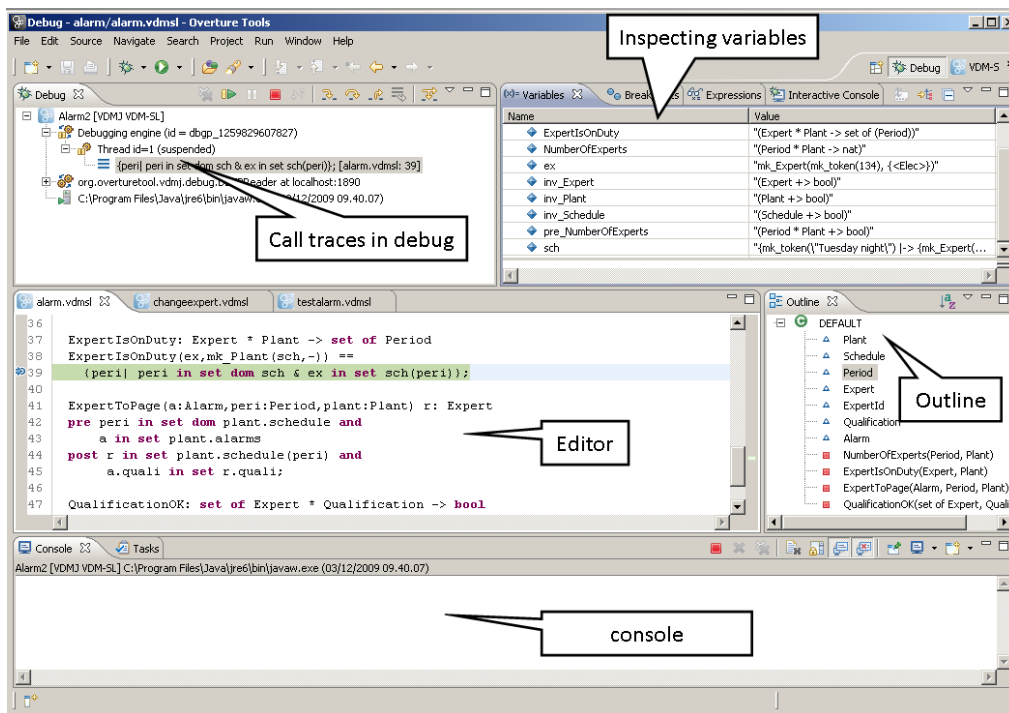 Debug - alarm/alarm.vdmsl - Overture Tools
File Edit Source Navigate Search Project Run Window Help
Inspecting variables
Debug VDM-S
Debug
Alarm2 [VDMJ VDM-SL]
Debugging engine (id = dbgp_1259829607827)
Thread id=1 (suspended)
{peri| peri in set dom sch & ex in set sch(peri)}; [alarm.vdmsl: 39]
org.overturetool.vdmj.debug.D Reader at localhost:1890
C:\Program Files\Java\jre6\bin\javaw. /12/2009 09.40.07)
Call traces in debug
(x)= Variables Break ts Expressions Interactive Console
Name Value
ExpertIsOnDuty "(Expert * Plant -> set of (Period))"
NumberOfExperts "(Period * Plant -> nat)"
ex "mk_Expert(mk_token(134), {<Elec>})"
inv_Expert "(Expert +> bool)"
inv_Plant "(Plant +> bool)"
inv_Schedule "(Schedule +> bool)"
pre_NumberOfExperts "(Period * Plant +> bool)"
sch "{mk_token(\"Tuesday night\") |-> {mk_Expert(...
alarm.vdmsl changeexpert.vdmsl testalarm.vdmsl
36
37 ExpertIsOnDuty: Expert * Plant -> set of Period
38 ExpertIsOnDuty(ex,mk_Plant(sch,-)) ==
39 {peri| peri in set dom sch & ex in set sch(peri)};
40
41 ExpertToPage(a:Alarm,peri:Period,plant:Plant) r: Expert
42 pre peri in set dom plant.schedule and
43 a in set plant.alarms
44 post r in set plant.schedule(peri) and
45 a.quali in set r.quali;
46
47 QualificationOK: set of Expert * Qualification -> bool
Editor
Outline
DEFAULT
Plant
Schedule
Period
Expert
ExpertId
Qualification
Alarm
NumberOfExperts(Period, Plant)
ExpertIsOnDuty(Expert, Plant)
ExpertToPage(Alarm, Period, Plant)
QualificationOK(set of Expert, Quali
Outline
Console Tasks
Alarm2 [VDMJ VDM-SL] C:\Program Files\Java\jre6\bin\javaw.exe (03/12/2009 09.40.07)
console